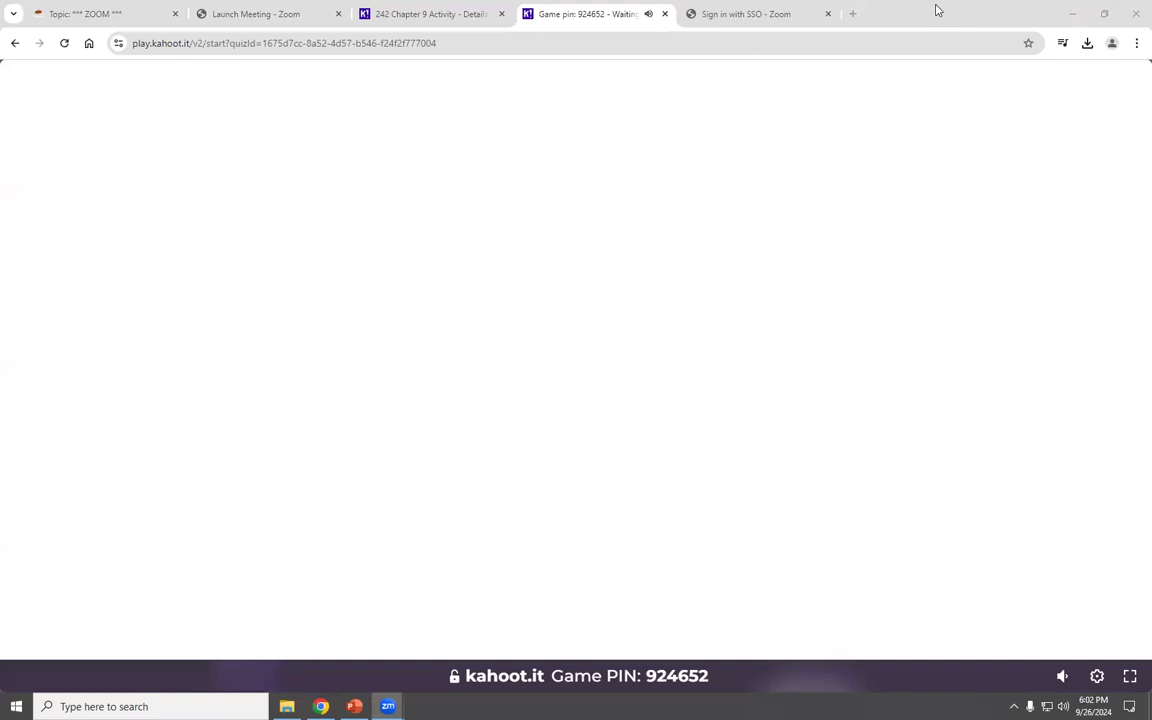 Topic: *** ZOOM ***
Launch Meeting - Zoom
K! 242 Chapter 9 Activity - Details
K! Game pin: 924652 - Waiting
Sign in with SSO - Zoom
play.kahoot.it/v2/start?quizId=1675d7cc-8a52-4d57-b546-f24f2f777004
kahoot.it Game PIN: 924652
Type here to search
zm
6:02 PM
9/26/2024